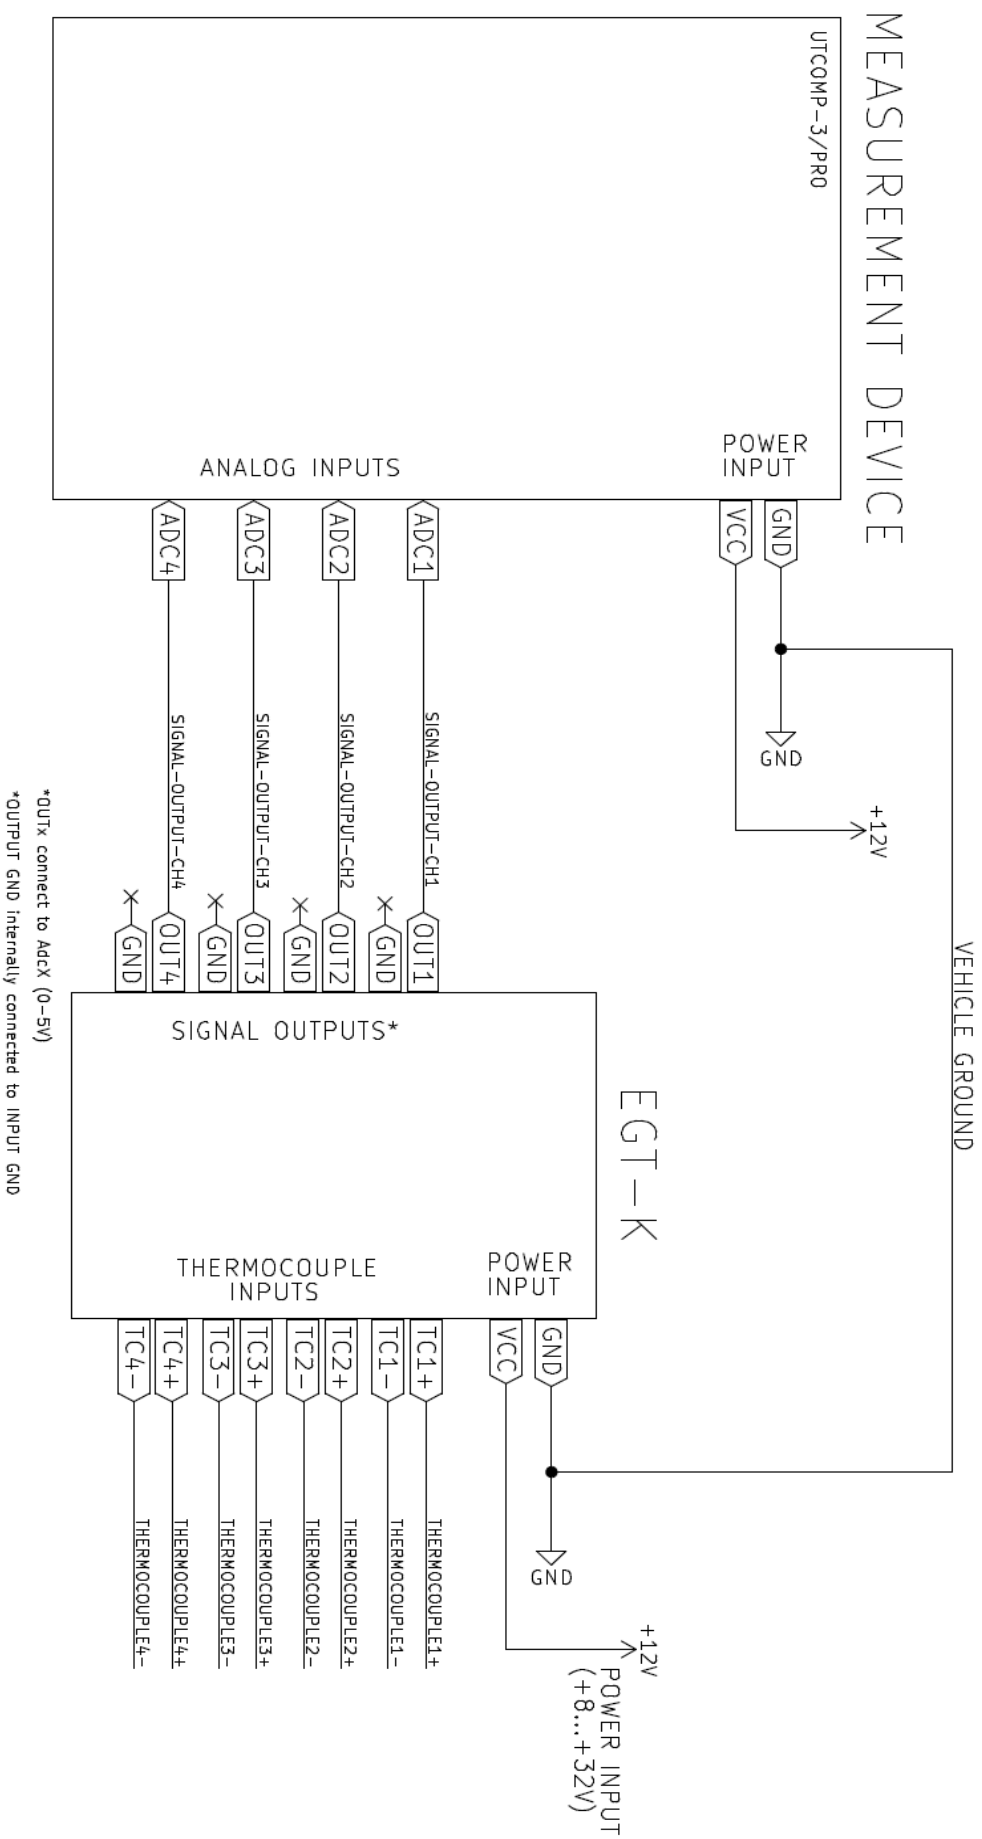 MEASUREMENT DEVICE
UTCOMP-3/PRO
POWER
INPUT
ANALOG INPUTS
GND
VCC
ADC1
ADC2
ADC3
ADC4
GND
+12V
VEHICLE GROUND
SIGNAL-OUTPUT-CH1
SIGNAL-OUTPUT-CH2
SIGNAL-OUTPUT-CH3
SIGNAL-OUTPUT-CH4
OUT1
GND
OUT2
GND
OUT3
GND
OUT4
GND
SIGNAL OUTPUTS*
EGT-K
THERMOCOUPLE
INPUTS
POWER
INPUT
GND
VCC
TC1+
TC1-
TC2+
TC2-
TC3+
TC3-
TC4+
TC4-
THERMOCOUPLE1+
THERMOCOUPLE1-
THERMOCOUPLE2+
THERMOCOUPLE2-
THERMOCOUPLE3+
THERMOCOUPLE3-
THERMOCOUPLE4+
THERMOCOUPLE4-
GND
+12V
POWER INPUT
(+8...+32V)
*OUTx connect to AdcX (0-5V)
*OUTPUT GND internally connected to INPUT GND